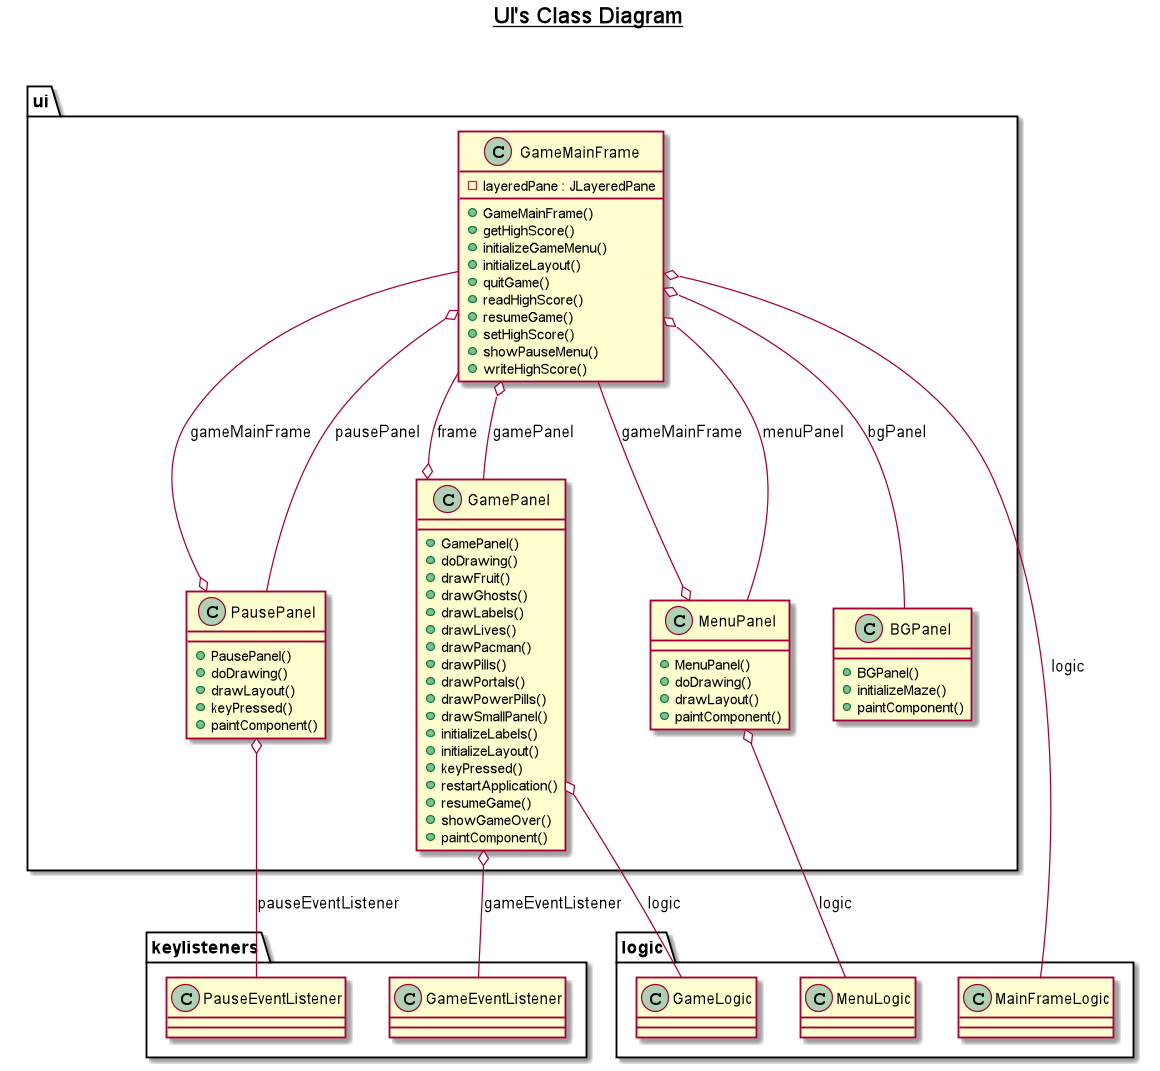 UI's Class Diagram
ui
C GameMainFrame
layeredPane : JLayeredPane
GameMainFrame()
getHighScore()
initializeGameMenu()
initializeLayout()
quitGame()
readHighScore()
resumeGame()
setHighScore()
showPauseMenu()
writeHighScore()
gameMainFrame
pausePanel
frame
gamePanel
gameMainFrame
menuPanel
bgPanel
C GamePanel
GamePanel()
doDrawing()
drawFruit()
drawGhosts()
drawLabels()
drawLives()
drawPacman()
drawPills()
drawPortals()
drawPowerPills()
drawSmallPanel()
initializeLabels()
initializeLayout()
keyPressed()
restartApplication()
resumeGame()
showGameOver()
paintComponent()
C PausePanel
PausePanel()
doDrawing()
drawLayout()
keyPressed()
paintComponent()
C MenuPanel
MenuPanel()
doDrawing()
drawLayout()
paintComponent()
C BGPanel
BGPanel()
initializeMaze()
paintComponent()
logic
pauseEventListener
gameEventListener
logic
logic
keylisteners
C PauseEventListener
C GameEventListener
logic
C GameLogic
C MenuLogic
C MainFrameLogic